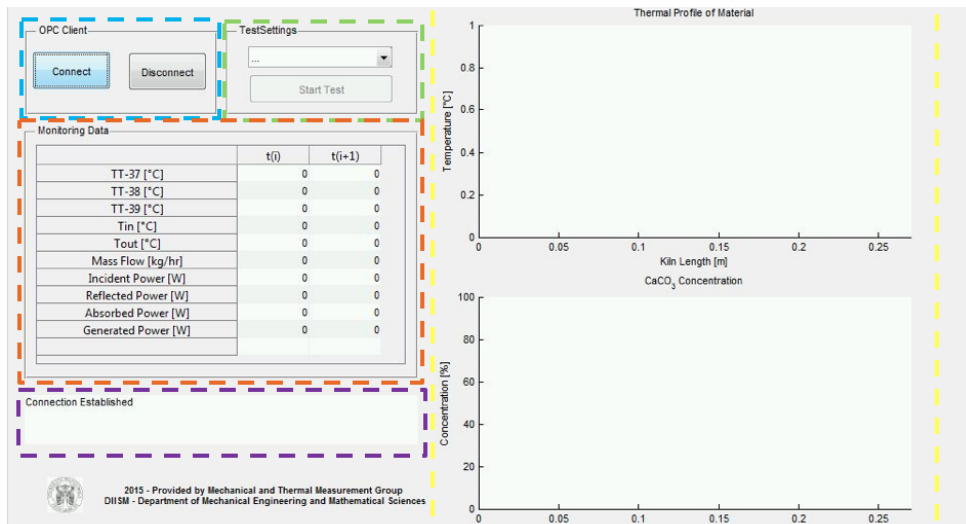 OPC Client
Connect
Disconnect
TestSettings
...
Start Test
Monitoring Data
t(i) t(i+1)
TT-37 [°C] 0 0
TT-38 [°C] 0 0
TT-39 [°C] 0 0
Tin [°C] 0 0
Tout [°C] 0 0
Mass Flow [kg/hr] 0 0
Incident Power [W] 0 0
Reflected Power [W] 0 0
Absorbed Power [W] 0 0
Generated Power [W] 0 0
Connection Established
2015 - Provided by Mechanical and Thermal Measurement Group
DIISM - Department of Mechanical Engineering and Mathematical Sciences
Thermal Profile of Material
Temperature [°C]
1
0.8
0.6
0.4
0.2
0
0 0.05 0.1 0.15 0.2 0.25
Kiln Length [m]
CaCO3 Concentration
Concentration [%]
100
80
60
40
20
0
0 0.05 0.1 0.15 0.2 0.25